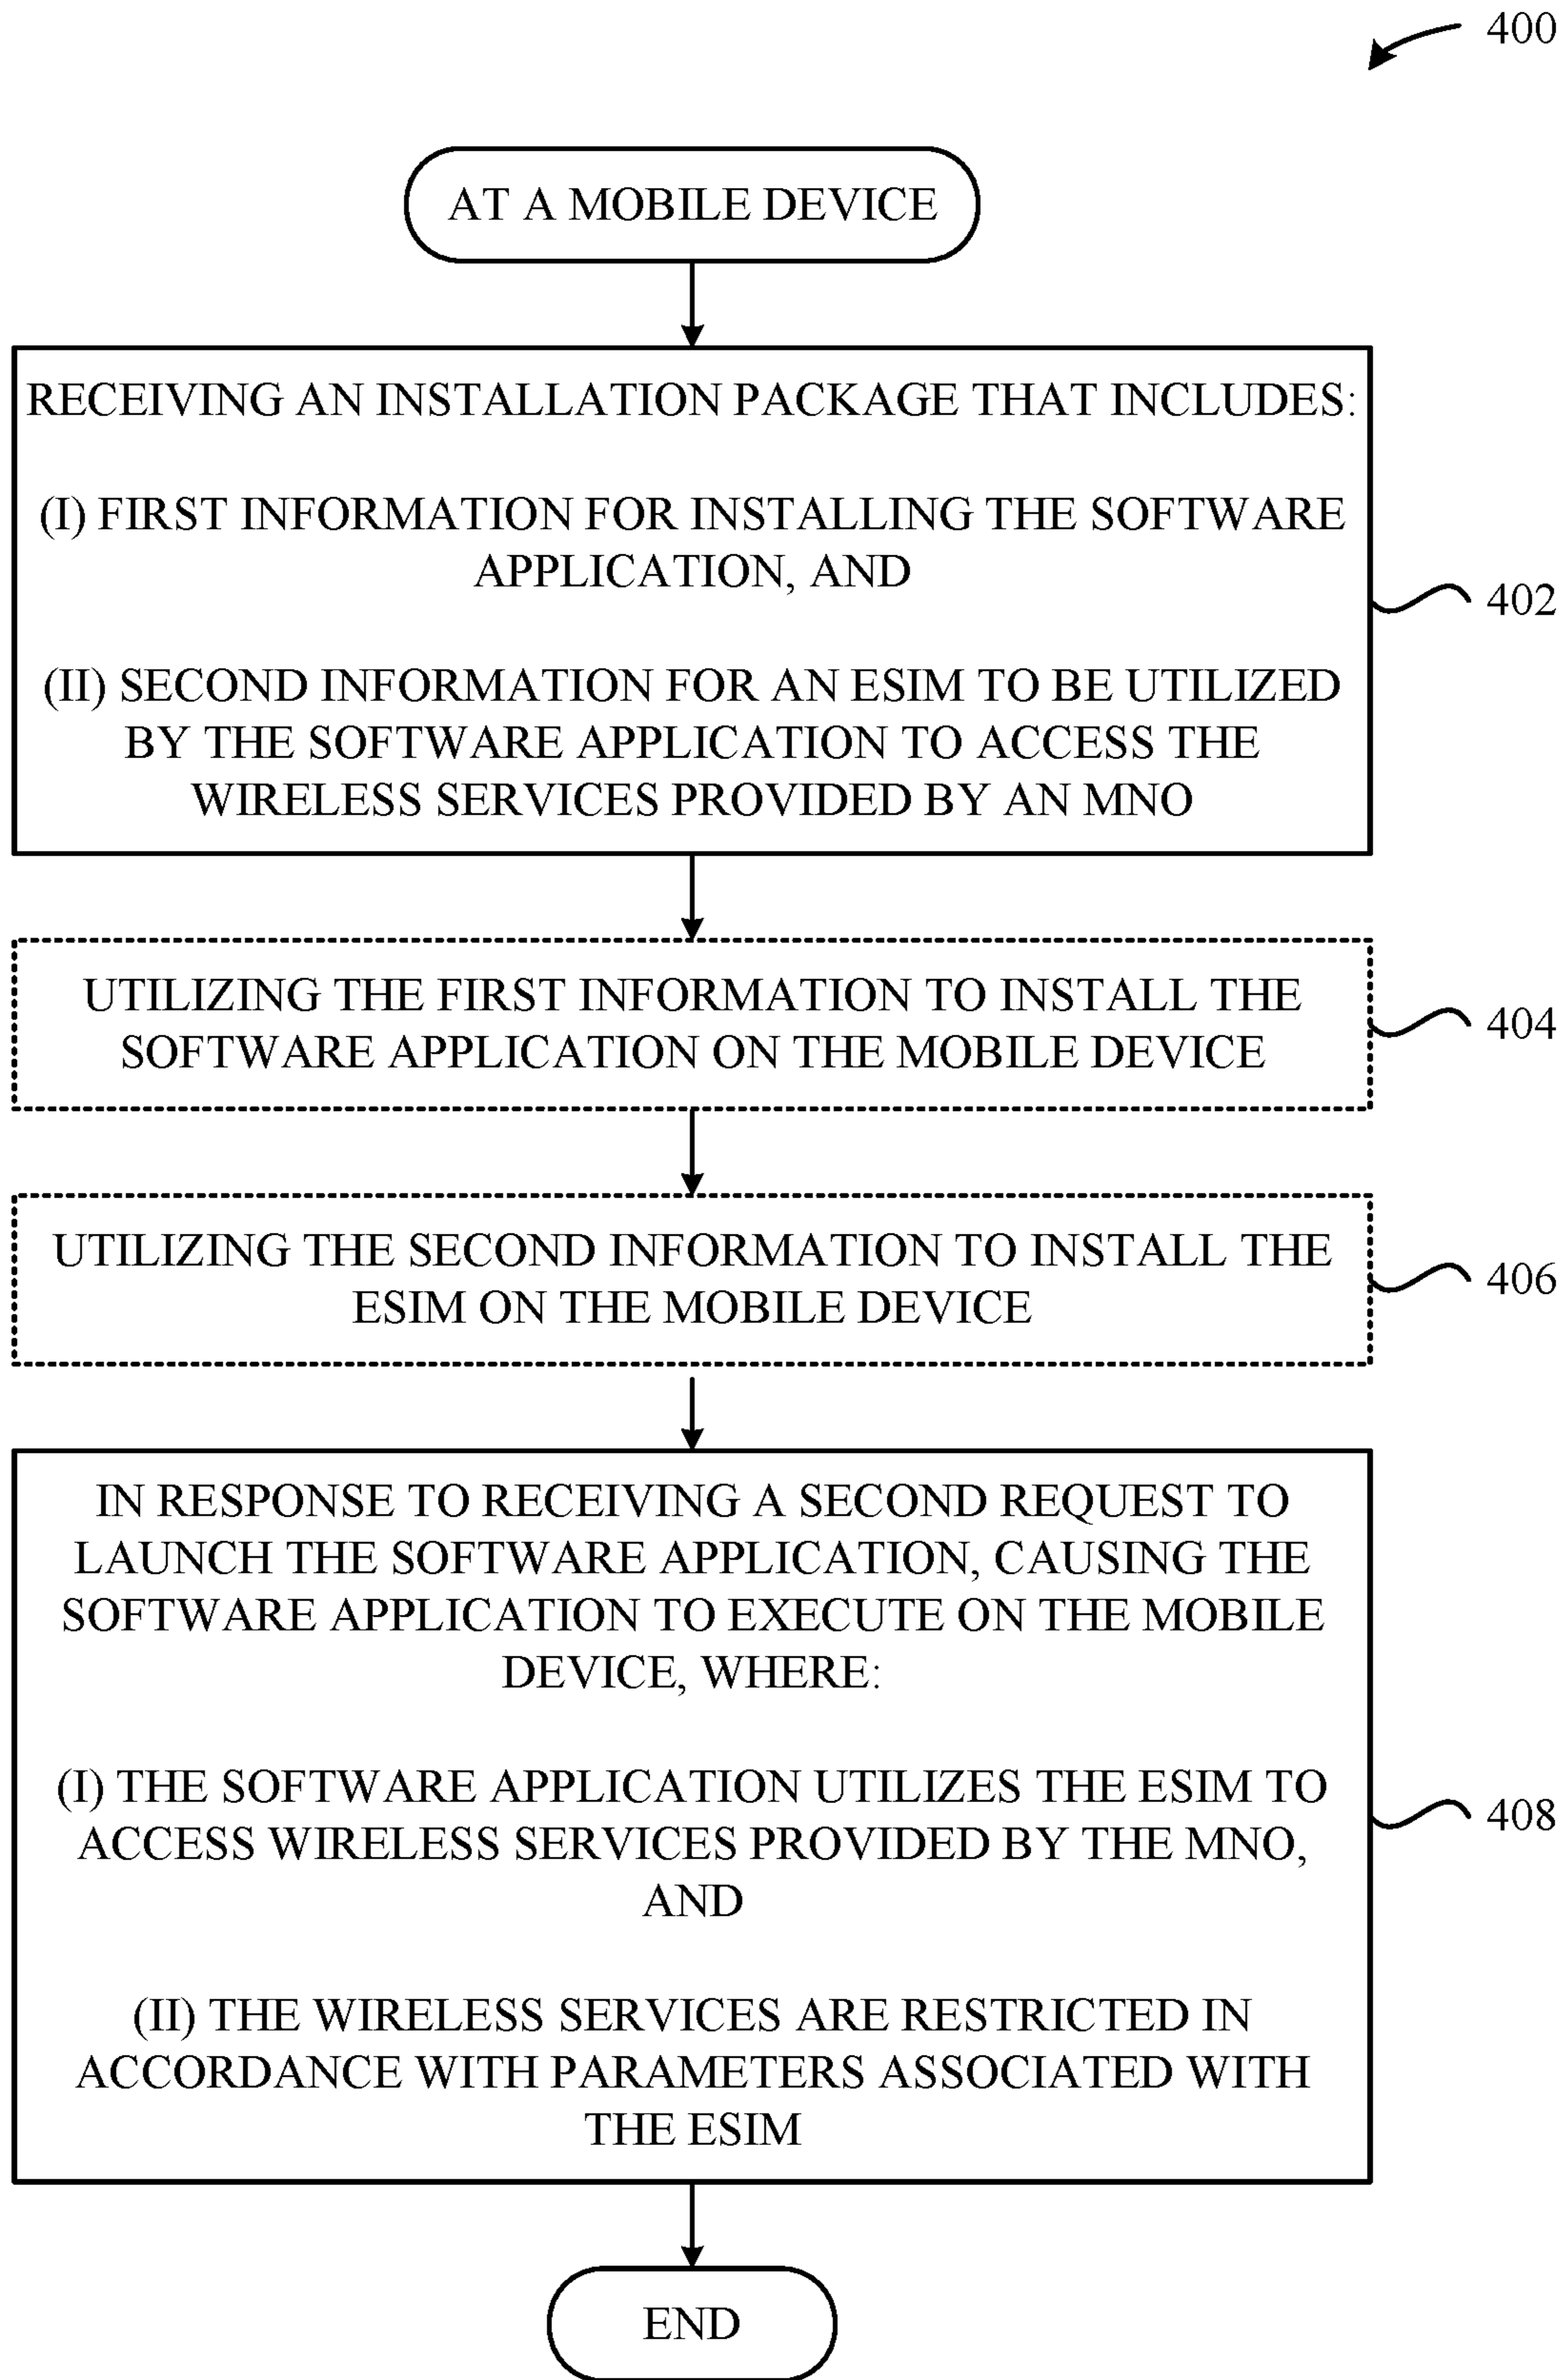 400
AT A MOBILE DEVICE
RECEIVING AN INSTALLATION PACKAGE THAT INCLUDES:
(I) FIRST INFORMATION FOR INSTALLING THE SOFTWARE
APPLICATION, AND
(II) SECOND INFORMATION FOR AN ESIM TO BE UTILIZED
BY THE SOFTWARE APPLICATION TO ACCESS THE
WIRELESS SERVICES PROVIDED BY AN MNO
402
UTILIZING THE FIRST INFORMATION TO INSTALL THE
SOFTWARE APPLICATION ON THE MOBILE DEVICE
404
UTILIZING THE SECOND INFORMATION TO INSTALL THE
ESIM ON THE MOBILE DEVICE
406
IN RESPONSE TO RECEIVING A SECOND REQUEST TO
LAUNCH THE SOFTWARE APPLICATION, CAUSING THE
SOFTWARE APPLICATION TO EXECUTE ON THE MOBILE
DEVICE, WHERE:
(I) THE SOFTWARE APPLICATION UTILIZES THE ESIM TO
ACCESS WIRELESS SERVICES PROVIDED BY THE MNO,
AND
(II) THE WIRELESS SERVICES ARE RESTRICTED IN
ACCORDANCE WITH PARAMETERS ASSOCIATED WITH
THE ESIM
408
END